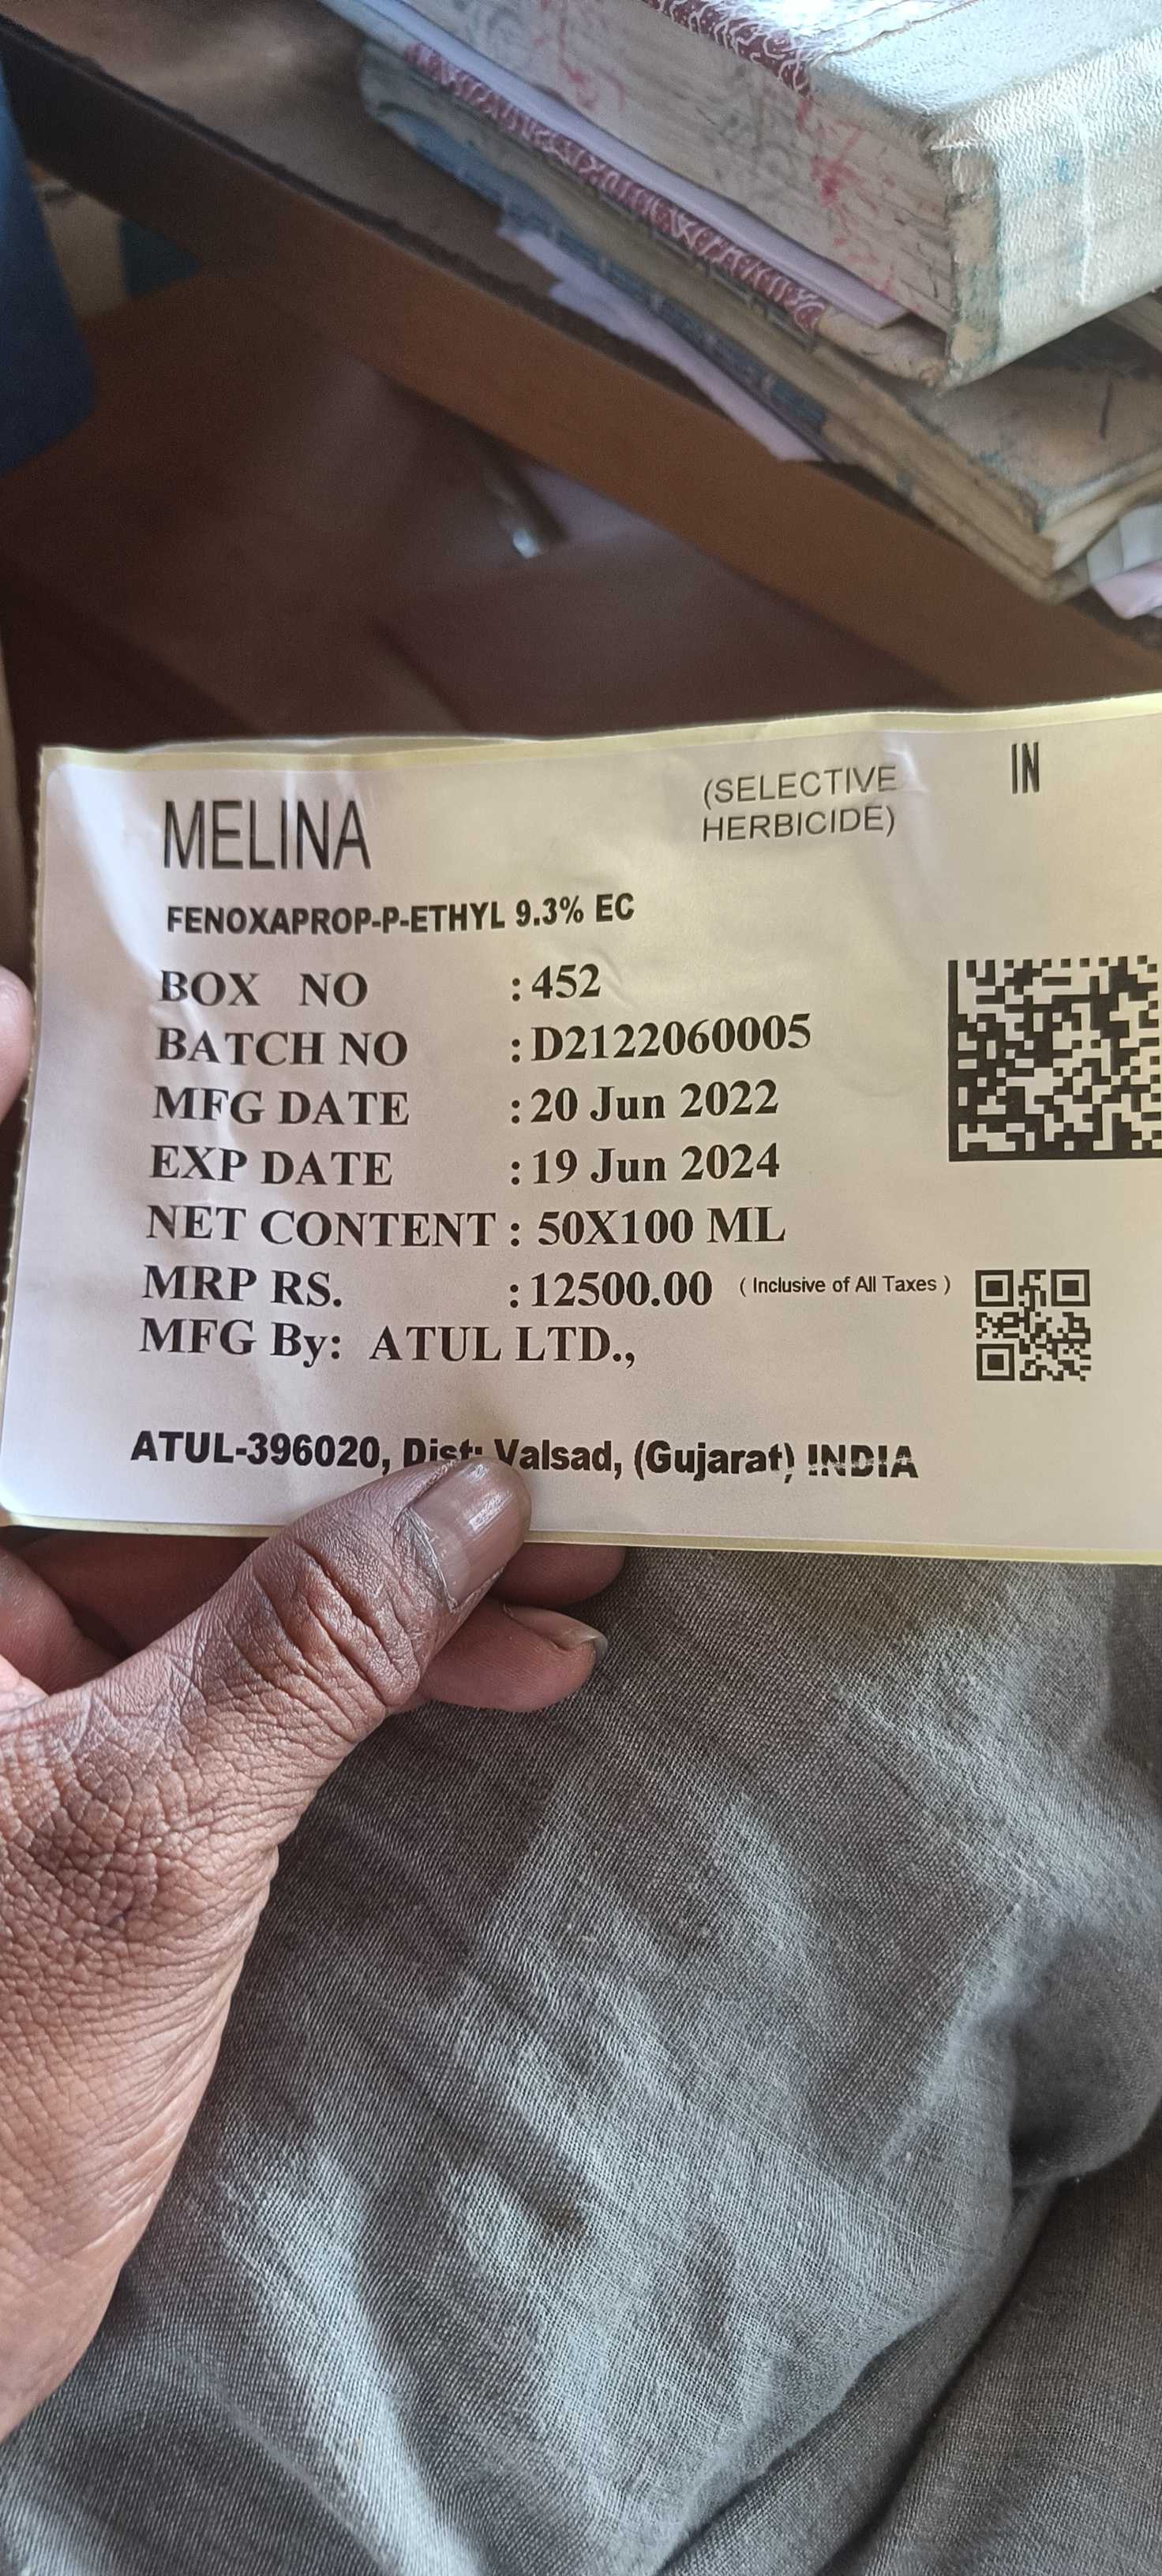 MELINA
(SELECTIVE
HERBICIDE)
IN
FENOXAPROP-P-ETHYL 9.3% EC
BOX NO : 452
BATCH NO : D2122060005
MFG DATE : 20 Jun 2022
EXP DATE : 19 Jun 2024
NET CONTENT : 50X100 ML
MRP RS. : 12500.00 ( Inclusive of All Taxes )
MFG By: ATUL LTD.,
ATUL-396020, Dist: Valsad, (Gujarat) INDIA